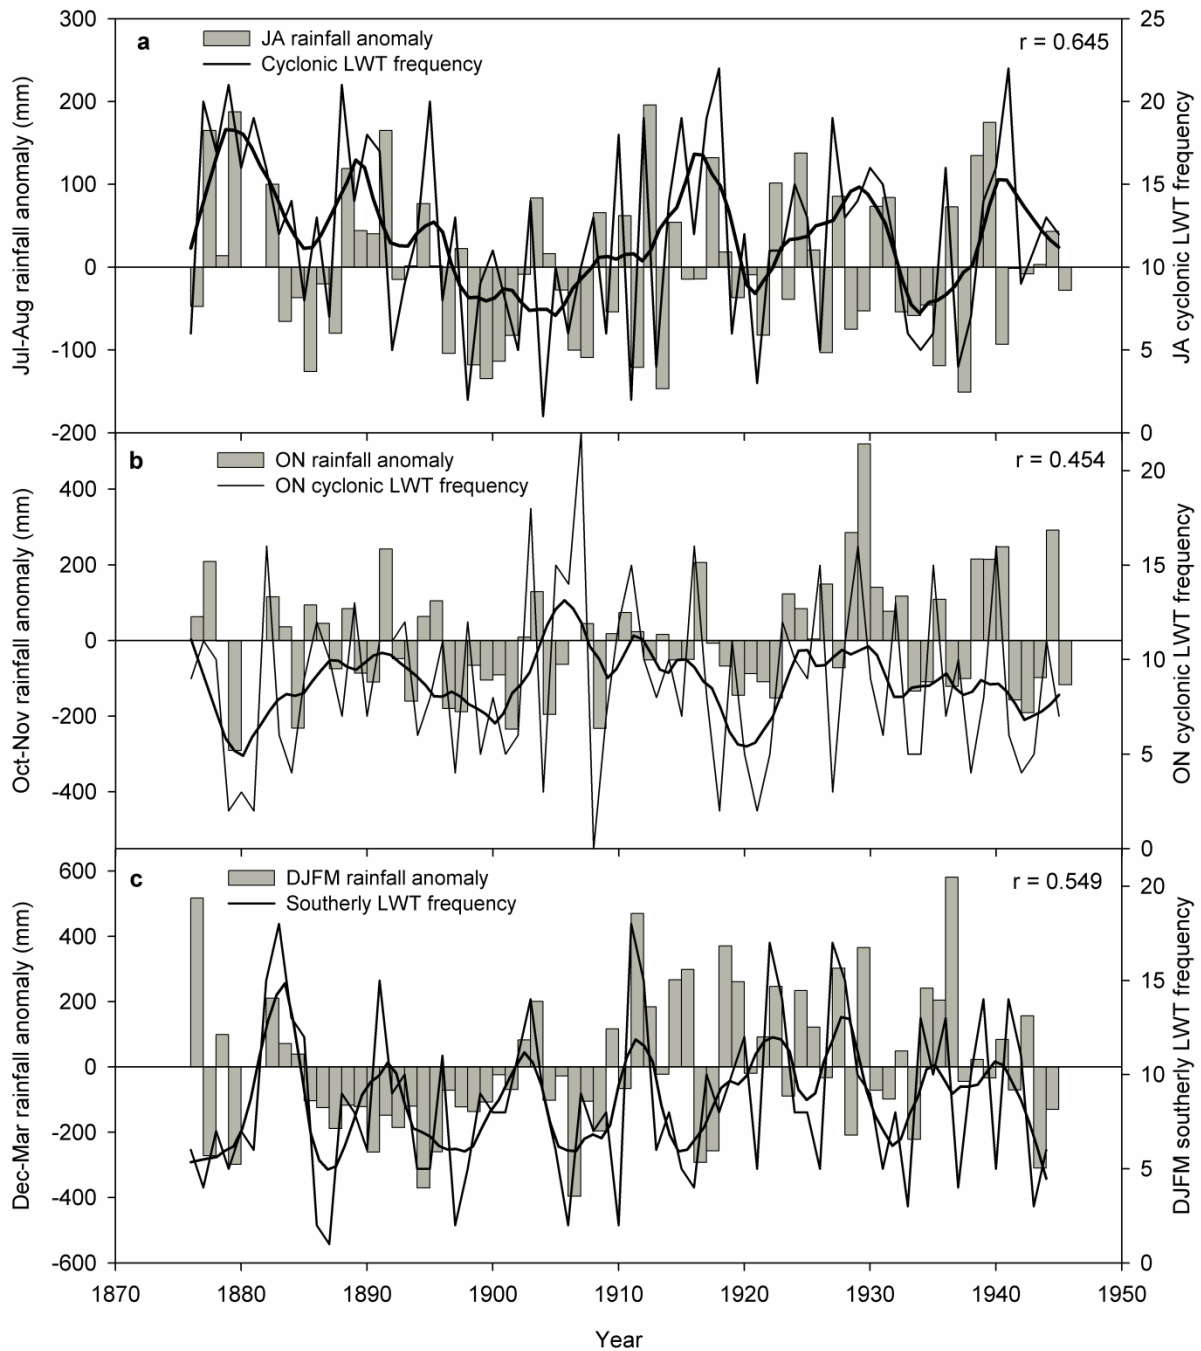 300
25
a
JA rainfall anomaly
r = 0.645
Cyclonic LWT frequency
200
20
100
15
0
10
-100
5
-200
0
Jul-Aug rainfall anomaly (mm)
JA cyclonic LWT frequency
b
ON rainfall anomaly
r = 0.454
ON cyclonic LWT frequency
20
400
200
15
0
10
-200
5
-400
0
Oct-Nov rainfall anomaly (mm)
ON cyclonic LWT frequency
600
c
DJFM rainfall anomaly
r = 0.549
Southerly LWT frequency
20
400
15
200
0
10
-200
5
-400
-600
0
Dec-Mar rainfall anomaly (mm)
DJFM southerly LWT frequency
1870 1880 1890 1900 1910 1920 1930 1940 1950
Year